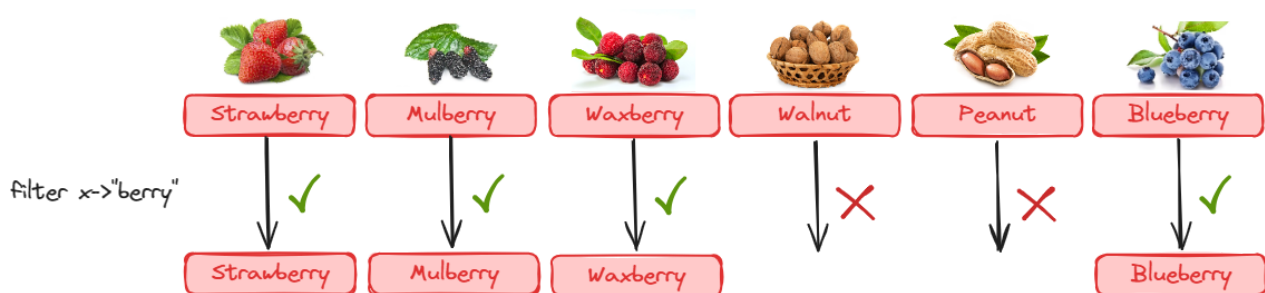 Strawberry
Mulberry
Waxberry
Walnut
Peanut
Blueberry
filter x->"berry"
Strawberry
Mulberry
Waxberry
Blueberry